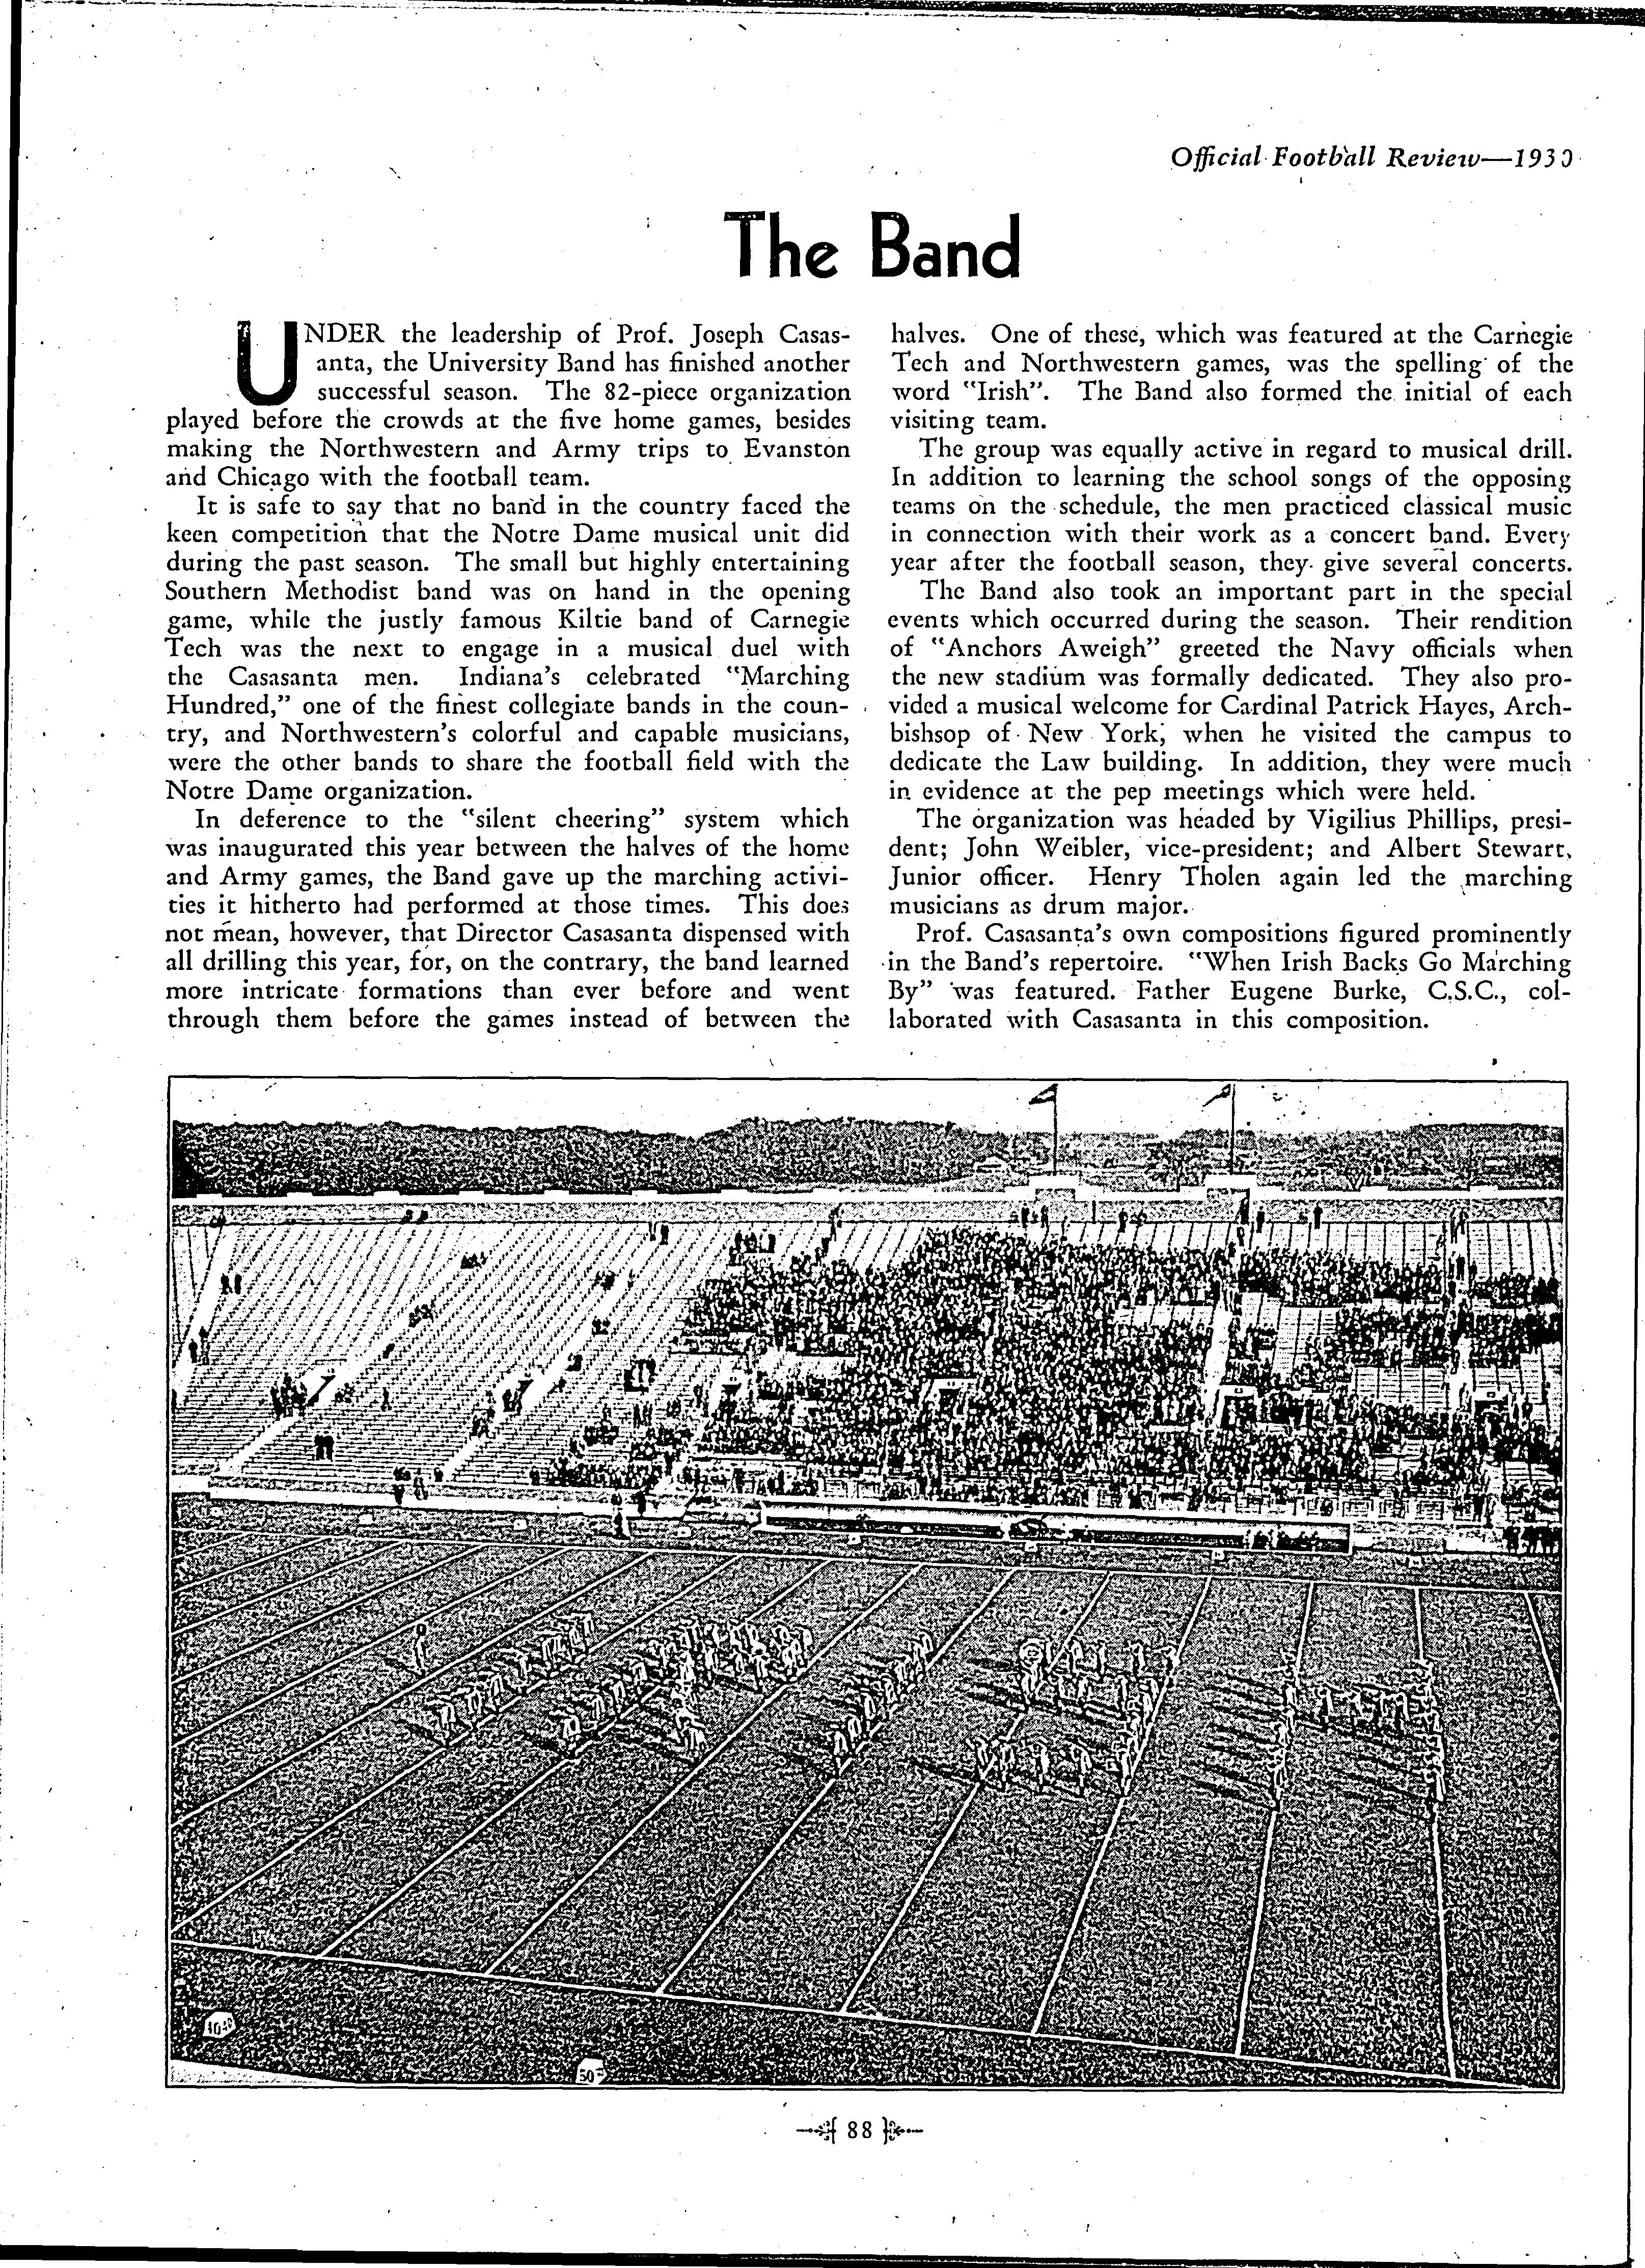 Official Football Review—1930
The Band
UNDER the leadership of Prof. Joseph Casas-
anta, the University Band has finished another
successful season. The 82-piece organization
played before the crowds at the five home games, besides
making the Northwestern and Army trips to Evanston
and Chicago with the football team.
It is safe to say that no band in the country faced the
keen competition that the Notre Dame musical unit did
during the past season. The small but highly entertaining
Southern Methodist band was on hand in the opening
game, while the justly famous Kiltie band of Carnegie
Tech was the next to engage in a musical duel with
the Casasanta men. Indiana's celebrated "Marching
Hundred," one of the finest collegiate bands in the coun-
try, and Northwestern's colorful and capable musicians,
were the other bands to share the football field with the
Notre Dame organization.
In deference to the "silent cheering" system which
was inaugurated this year between the halves of the home
and Army games, the Band gave up the marching activi-
ties it hitherto had performed at those times. This does
not mean, however, that Director Casasanta dispensed with
all drilling this year, for, on the contrary, the band learned
more intricate formations than ever before and went
through them before the games instead of between the
halves. One of these, which was featured at the Carnegie
Tech and Northwestern games, was the spelling of the
word "Irish". The Band also formed the initial of each
visiting team.
The group was equally active in regard to musical drill.
In addition to learning the school songs of the opposing
teams on the schedule, the men practiced classical music
in connection with their work as a concert band. Every
year after the football season, they give several concerts.
The Band also took an important part in the special
events which occurred during the season. Their rendition
of "Anchors Aweigh" greeted the Navy officials when
the new stadium was formally dedicated. They also pro-
vided a musical welcome for Cardinal Patrick Hayes, Arch-
bishsop of New York, when he visited the campus to
dedicate the Law building. In addition, they were much
in evidence at the pep meetings which were held.
The organization was headed by Vigilius Phillips, presi-
dent; John Weibler, vice-president; and Albert Stewart,
Junior officer. Henry Tholen again led the marching
musicians as drum major.
Prof. Casasanta's own compositions figured prominently
in the Band's repertoire. "When Irish Backs Go Marching
By" was featured. Father Eugene Burke, C.S.C., col-
laborated with Casasanta in this composition.
IRISH
50
88